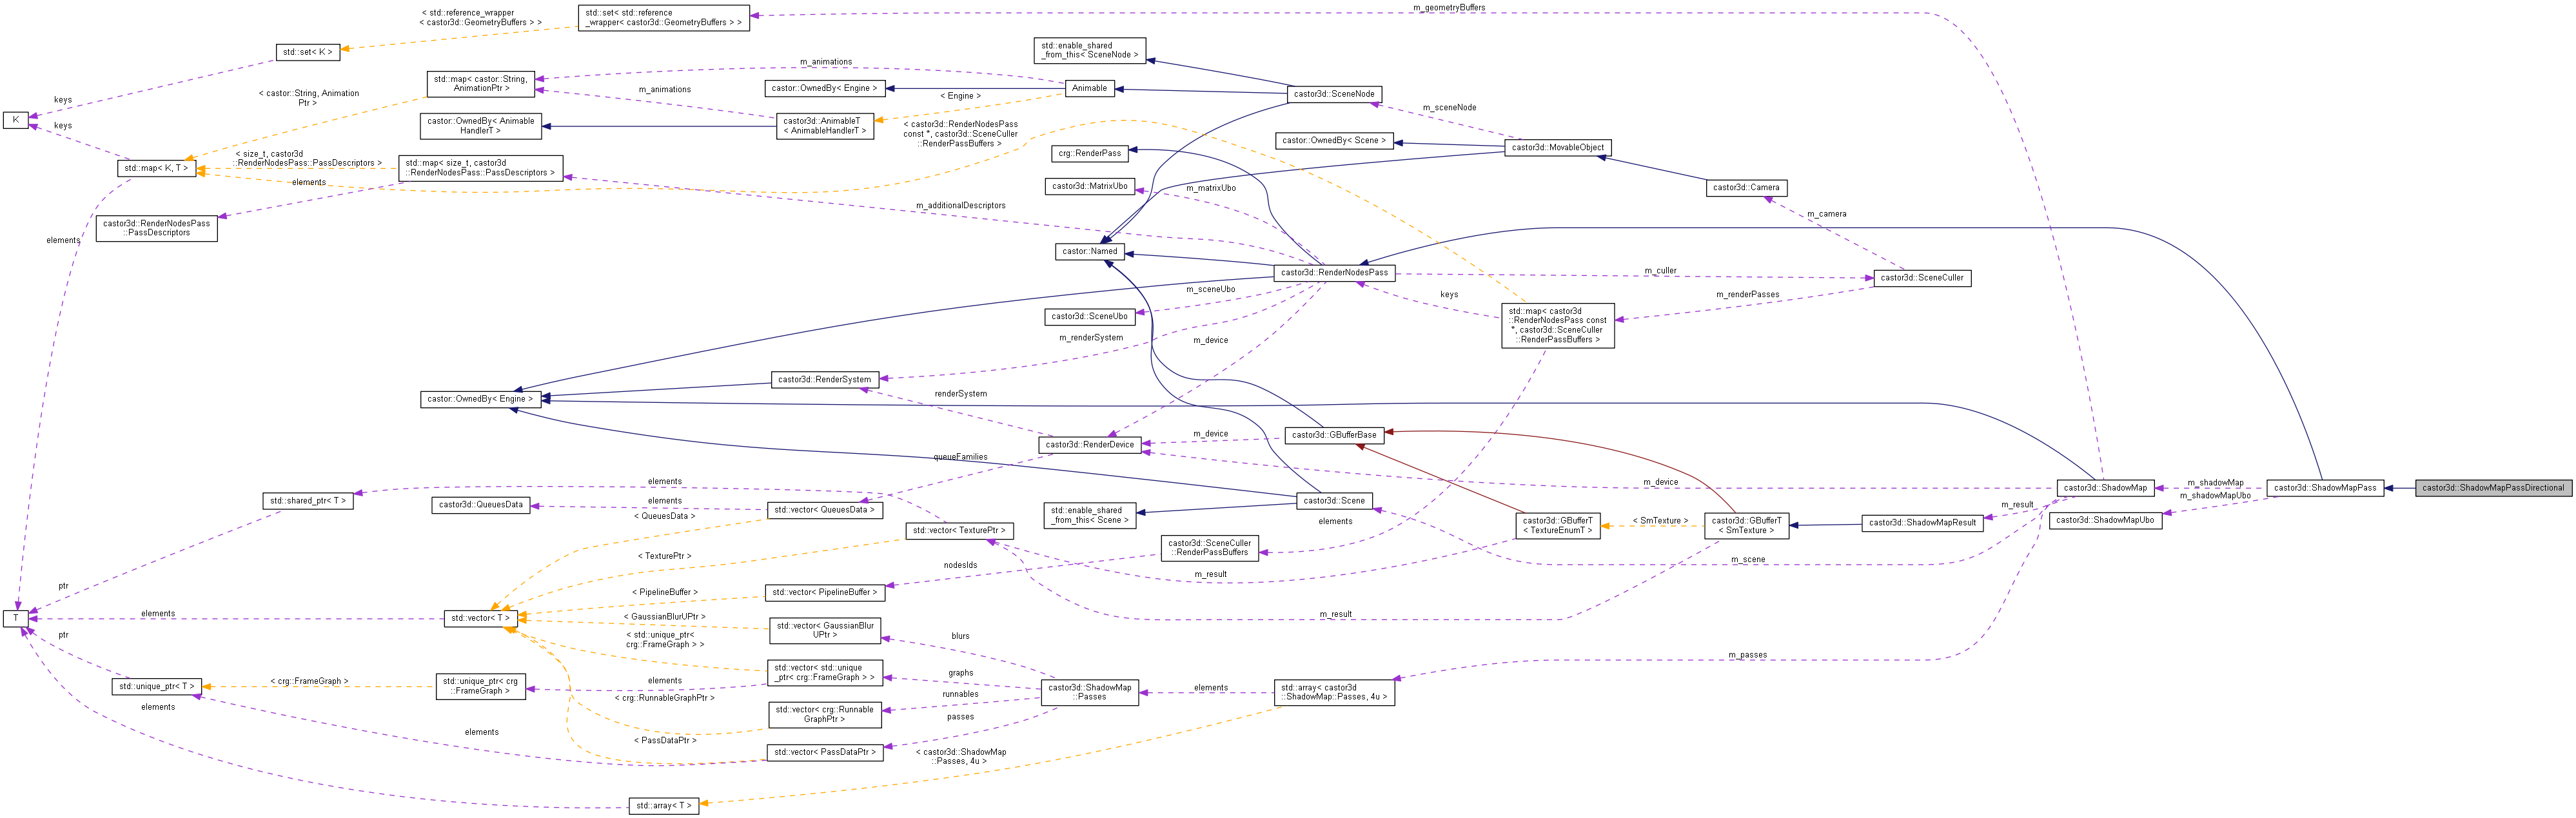 < std::reference_wrapper
< castor3d::GeometryBuffers > >
std::set< std::reference
_wrapper< castor3d::GeometryBuffers > >
m_geometryBuffers
std::set< K >
std::enable_shared
_from_this< SceneNode >
m_animations
std::map< castor::String,
AnimationPtr >
castor::OwnedBy< Engine >
Animable
castor3d::SceneNode
keys
< castor::String, Animation
Ptr >
m_animations
< Engine >
m_sceneNode
K
keys
castor::OwnedBy< Animable
HandlerT >
castor3d::AnimableT
< AnimableHandlerT >
< castor3d::RenderNodesPass
const *, castor3d::SceneCuller
::RenderPassBuffers >
castor::OwnedBy< Scene >
castor3d::MovableObject
crg::RenderPass
std::map< K, T >
< size_t, castor3d
::RenderNodesPass::PassDescriptors >
std::map< size_t, castor3d
::RenderNodesPass::PassDescriptors >
elements
castor3d::MatrixUbo
m_matrixUbo
castor3d::Camera
m_additionalDescriptors
m_camera
castor3d::RenderNodesPass
::PassDescriptors
elements
castor::Named
castor3d::RenderNodesPass
m_culler
castor3d::SceneCuller
m_sceneUbo
keys
m_renderPasses
castor3d::SceneUbo
std::map< castor3d
::RenderNodesPass const
*, castor3d::SceneCuller
::RenderPassBuffers >
m_renderSystem
m_device
castor3d::RenderSystem
castor::OwnedBy< Engine >
renderSystem
m_device
castor3d::GBufferBase
castor3d::RenderDevice
queueFamilies
elements
m_device
m_shadowMap
castor3d::ShadowMap
castor3d::ShadowMapPass
castor3d::ShadowMapPassDirectional
m_shadowMapUbo
std::shared_ptr< T >
castor3d::QueuesData
elements
std::vector< QueuesData >
< QueuesData >
castor3d::Scene
std::enable_shared
_from_this< Scene >
m_result
castor3d::ShadowMapUbo
elements
castor3d::GBufferT
< TextureEnumT >
< SmTexture >
castor3d::GBufferT
< SmTexture >
castor3d::ShadowMapResult
std::vector< TexturePtr >
< TexturePtr >
castor3d::SceneCuller
::RenderPassBuffers
m_scene
nodesIds
m_result
ptr
< PipelineBuffer >
std::vector< PipelineBuffer >
T
elements
std::vector< T >
< GaussianBlurUPtr >
std::vector< GaussianBlur
UPtr >
m_result
ptr
< std::unique_ptr<
crg::FrameGraph > >
blurs
m_passes
std::unique_ptr< T >
< crg::FrameGraph >
std::unique_ptr< crg
::FrameGraph >
elements
std::vector< std::unique
_ptr< crg::FrameGraph > >
graphs
castor3d::ShadowMap
::Passes
elements
std::array< castor3d
::ShadowMap::Passes, 4u >
runnables
< crg::RunnableGraphPtr >
std::vector< crg::Runnable
GraphPtr >
elements
passes
elements
< PassDataPtr >
std::vector< PassDataPtr >
< castor3d::ShadowMap
::Passes, 4u >
std::array< T >